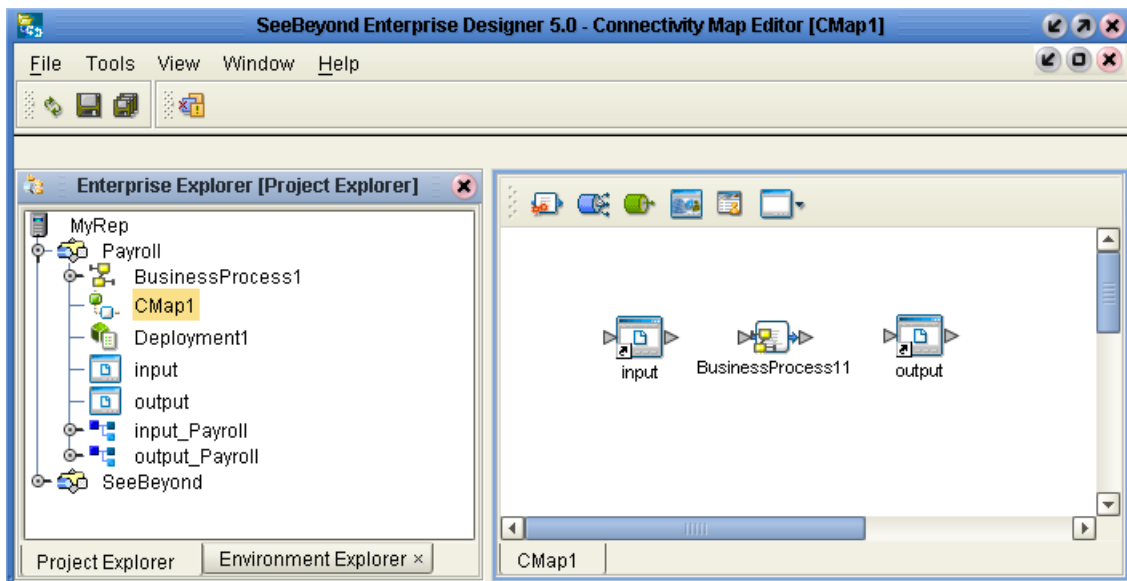 SeeBeyond Enterprise Designer 5.0 - Connectivity Map Editor [CMap1]
File Tools View Window Help
Enterprise Explorer [Project Explorer]
MyRep
Payroll
BusinessProcess1
CMap1
Deployment1
input
output
input_Payroll
output_Payroll
SeeBeyond
Project Explorer
Environment Explorer ×
input
BusinessProcess11
output
CMap1